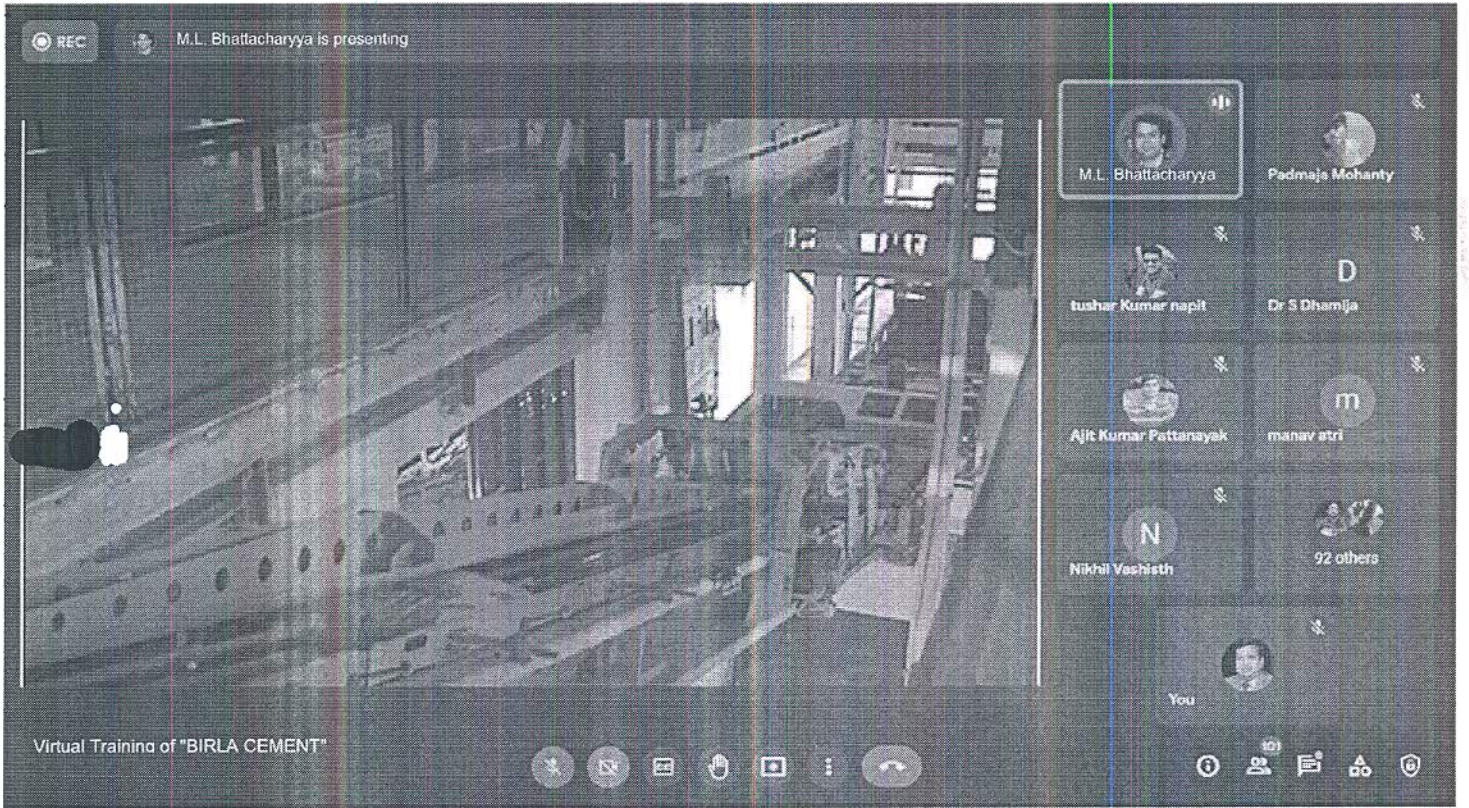 REC
M.L. Bhattacharyya is presenting
M.L. Bhattacharyya
Padmaja Mohanty
tushar Kumar napit
Dr S Dhamija
D
Ajit Kumar Pattanayak
manav atri
m
Nikhil Vashisth
N
92 others
You
Virtual Training of "BIRLA CEMENT"
101